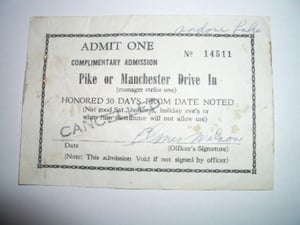 ADMIT ONE
COMPLIMENTARY ADMISSION
№ 14511
Pike or Manchester Drive In
(manager strike one)
HONORED 30 DAYS FROM DATE NOTED
(Not good Sat holiday eve's or
when film distributor will not allow use)
Date
(Officer's Signature)
(Note: This admission Void if not signed by officer)